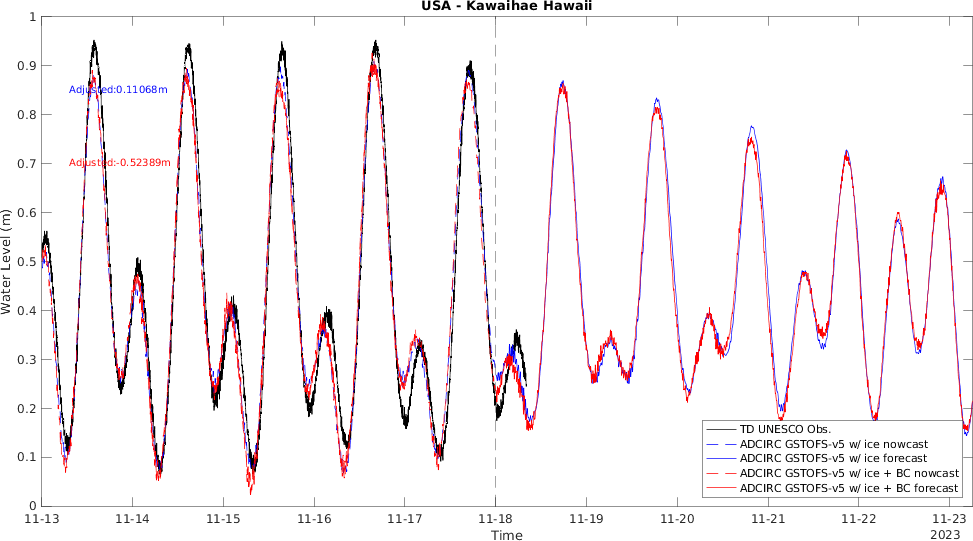 USA - Kawaihae Hawaii
1
0.9
0.8
0.7
0.6
0.5
0.4
0.3
0.2
0.1
0
Water Level (m)
Adjusted:0.11068m
Adjusted:-0.52389m
TD UNESCO Obs.
ADCIRC GSTOFS-v5 w/ ice nowcast
ADCIRC GSTOFS-v5 w/ ice forecast
ADCIRC GSTOFS-v5 w/ ice + BC nowcast
ADCIRC GSTOFS-v5 w/ ice + BC forecast
11-13 11-14 11-15 11-16 11-17 11-18 11-19 11-20 11-21 11-22 11-23
Time
2023